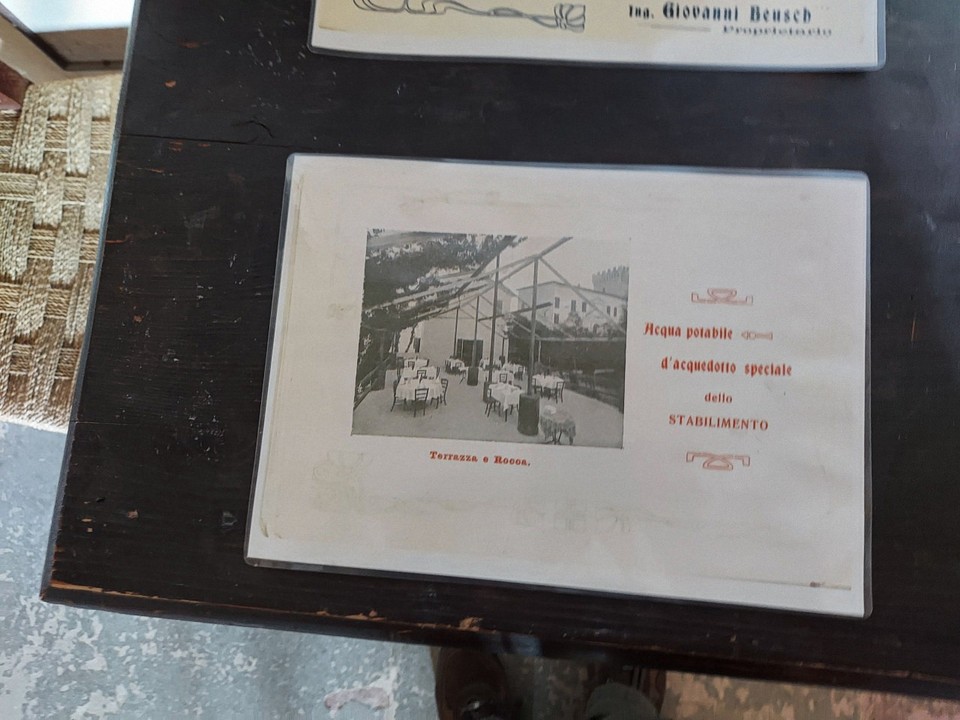 Ing. Giovanni Beusch
Proprietario
Terrazza e Rocca.
Acqua potabile
d'acquedotto speciale
dello
STABILIMENTO